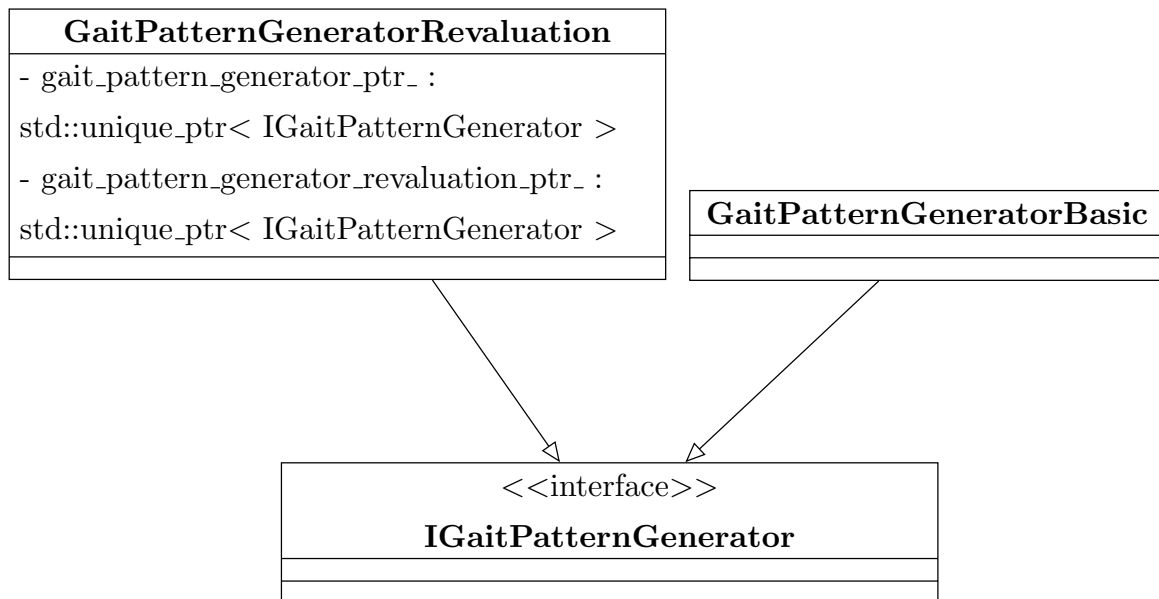 GaitPatternGeneratorRevaluation
- gait_pattern_generator_ptr_ :
std::unique_ptr< IGaitPatternGenerator >
- gait_pattern_generator_revaluation_ptr_ :
std::unique_ptr< IGaitPatternGenerator >
GaitPatternGeneratorBasic
<<interface>>
IGaitPatternGenerator